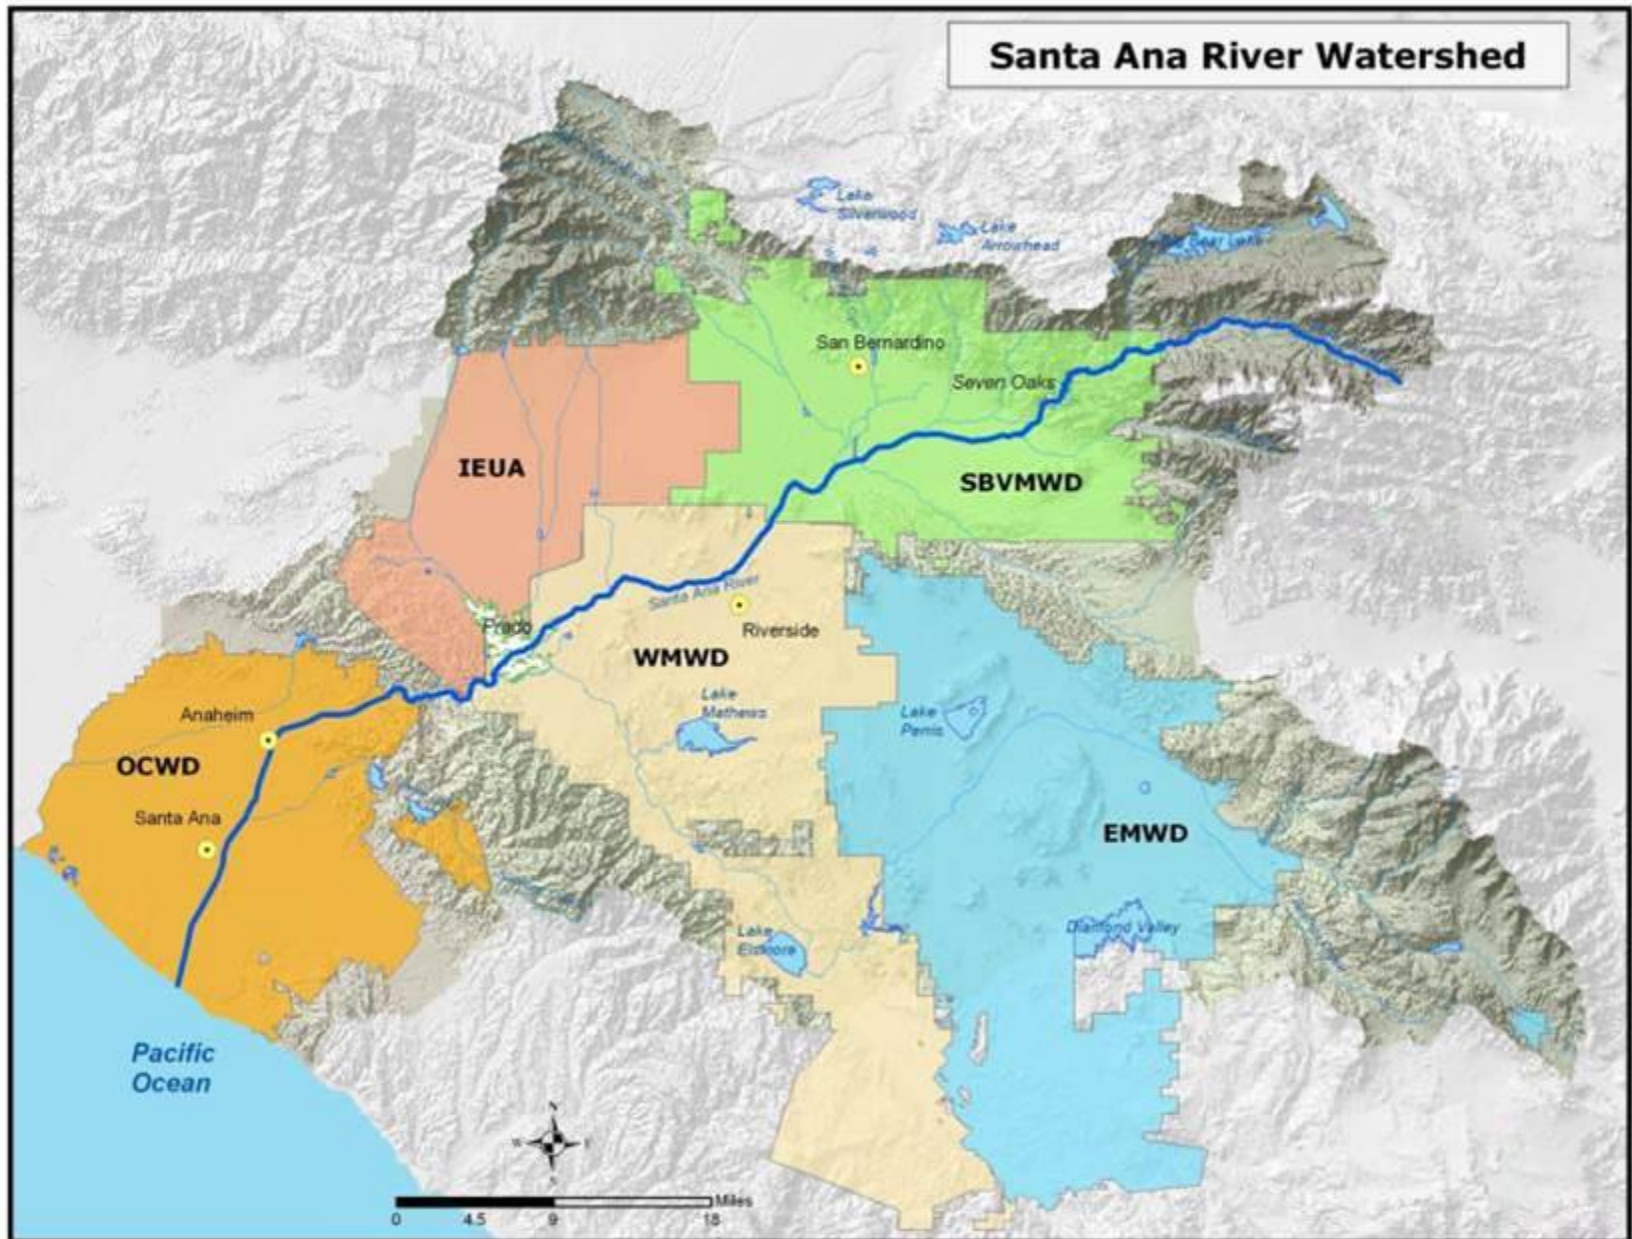 Santa Ana River Watershed
Lake
Silverwood
Lake
Arrowhead
Big Bear Lake
San Bernardino
Seven Oaks
IEUA
SBVMWD
Santa Ana River
Prado
Riverside
WMWD
Lake
Mathews
Lake
Perris
Anaheim
OCWD
Santa Ana
EMWD
Diamond Valley
Lake
Elsinore
Pacific
Ocean
N
W E
S
Miles
0 4.5 9 18